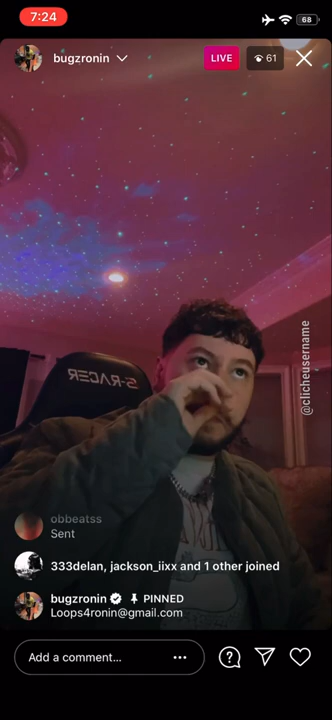 7:24
68
bugzronin
LIVE
61
S-RACER
@clicheusername
obbeatss
Sent
333delan, jackson_iixx and 1 other joined
bugzronin PINNED
Loops4ronin@gmail.com
Add a comment...